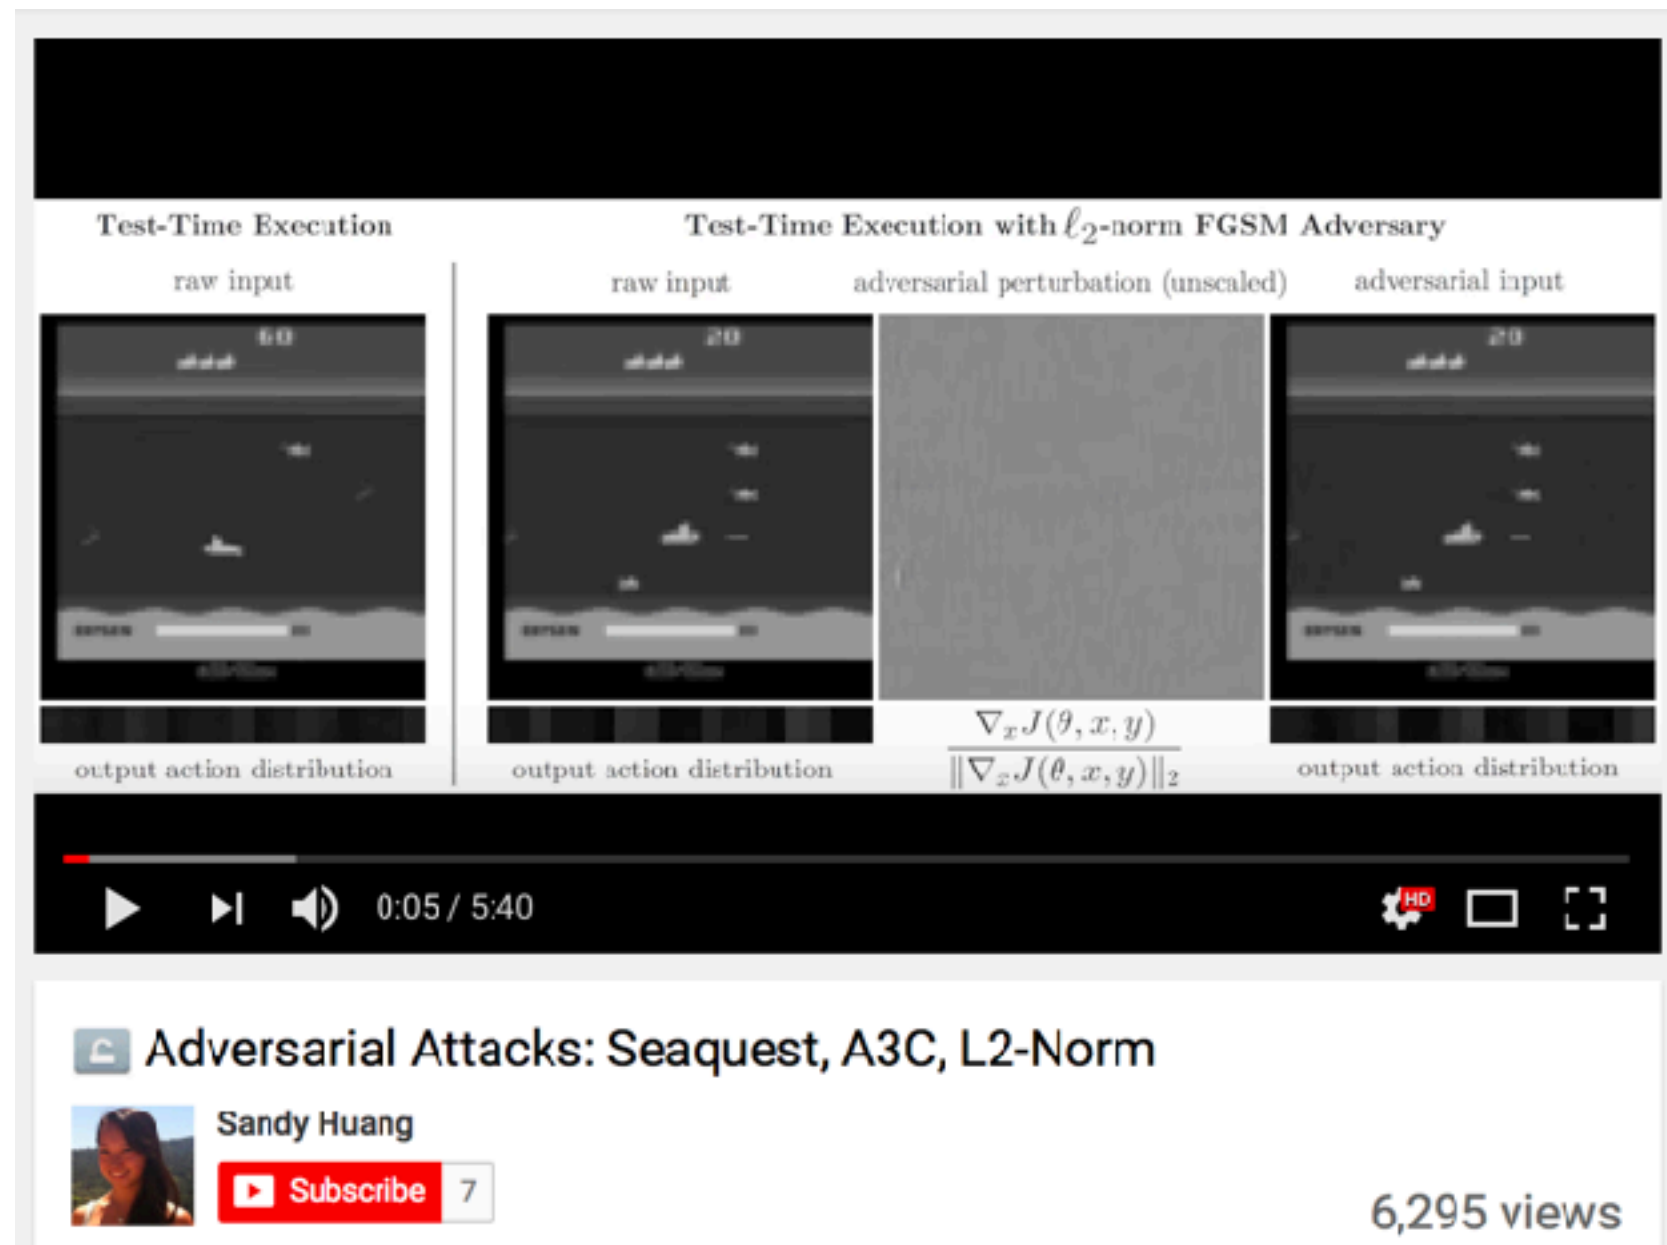 Test-Time Execution
Test-Time Execution with ℓ₂-norm FGSM Adversary
raw input
raw input
adversarial perturbation (unscaled)
adversarial input
60
20
20
∇ₓJ(θ, x, y)
‖∇ₓJ(θ, x, y)‖₂
output action distribution
output action distribution
output action distribution
0:05 / 5:40
HD
Adversarial Attacks: Seaquest, A3C, L2-Norm
Sandy Huang
Subscribe 7
6,295 views